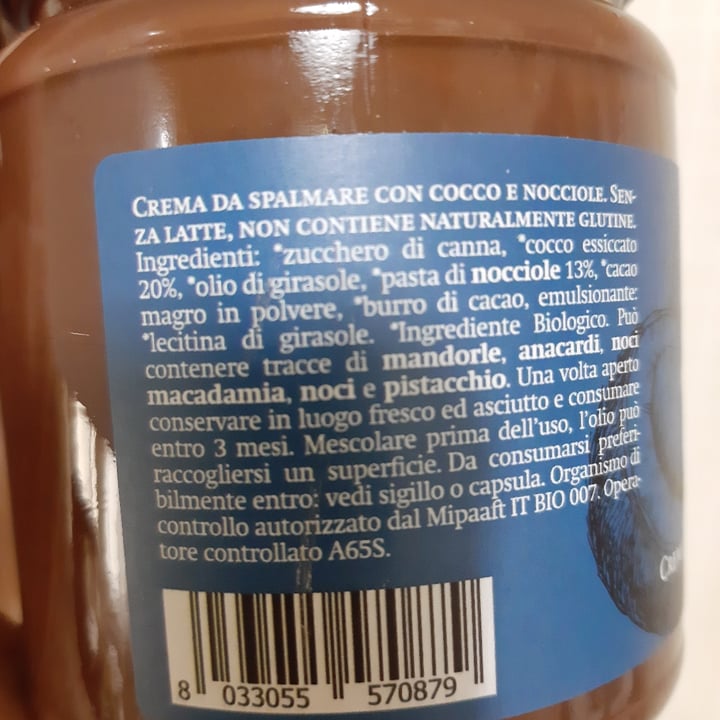 CREMA DA SPALMARE CON COCCO E NOCCIOLE. SEN-
ZA LATTE, NON CONTIENE NATURALMENTE GLUTINE.
Ingredienti: *zucchero di canna, *cocco essiccato
20%, *olio di girasole, *pasta di nocciole 13%, *cacao
magro in polvere, *burro di cacao, emulsionante:
*lecitina di girasole. *Ingrediente Biologico. Può
contenere tracce di mandorle, anacardi, noci
macadamia, noci e pistacchio. Una volta aperto
conservare in luogo fresco ed asciutto e consumare
entro 3 mesi. Mescolare prima dell'uso, l'olio può
raccogliersi un superficie. Da consumarsi preferi-
bilmente entro: vedi sigillo o capsula. Organismo di
controllo autorizzato dal Mipaaft IT BIO 007. Opera-
tore controllato A65S.
8 033055 570879